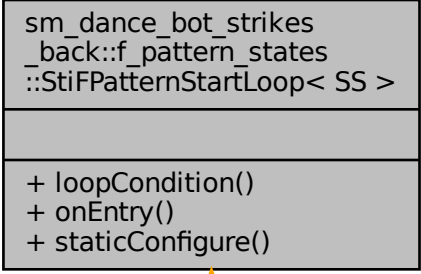 sm_dance_bot_strikes
_back::f_pattern_states
::StiFPatternStartLoop< SS >
+ loopCondition()
+ onEntry()
+ staticConfigure()